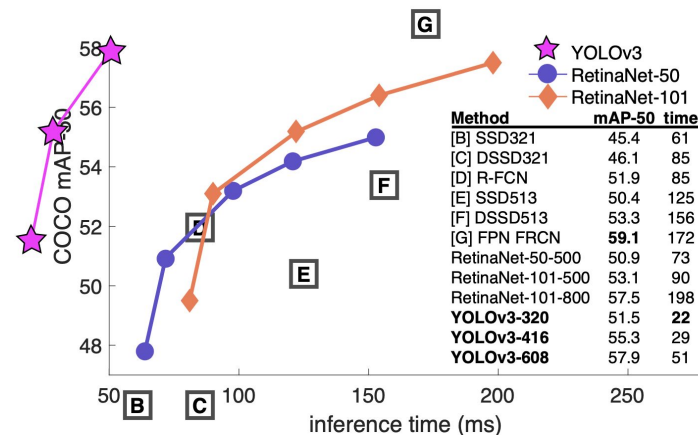 G
58
YOLOv3
RetinaNet-50
RetinaNet-101
56
Method mAP-50 time
[B] SSD321 45.4 61
[C] DSSD321 46.1 85
[D] R-FCN 51.9 85
[E] SSD513 50.4 125
[F] DSSD513 53.3 156
[G] FPN FRCN 59.1 172
RetinaNet-50-500 50.9 73
RetinaNet-101-500 53.1 90
RetinaNet-101-800 57.5 198
YOLOv3-320 51.5 22
YOLOv3-416 55.3 29
YOLOv3-608 57.9 51
COCO mAP-50
54
F
52
D
50
E
48
50
100
150
200
250
B
C
inference time (ms)